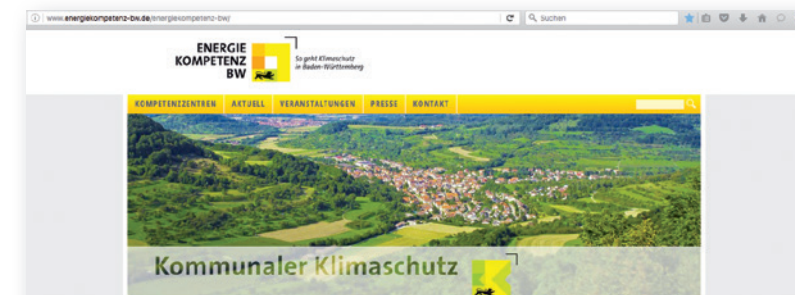 www.energiekompetenz-bw.de/energiekompetenz-bw/
Suchen
ENERGIE
KOMPETENZ
BW
So geht Klimaschutz
in Baden-Württemberg
KOMPETENZZENTREN AKTUELL VERANSTALTUNGEN PRESSE KONTAKT
Kommunaler Klimaschutz